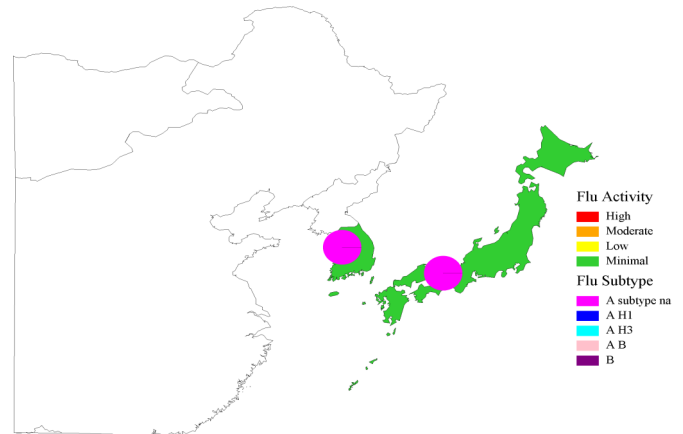 Flu Activity
High
Moderate
Low
Minimal
Flu Subtype
A subtype na
A H1
A H3
A B
B